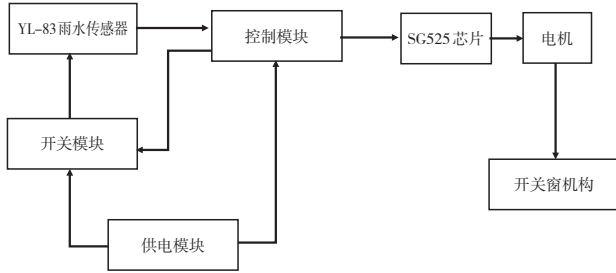 YL-83雨水传感器
控制模块
SG525芯片
电机
开关模块
开关窗机构
供电模块